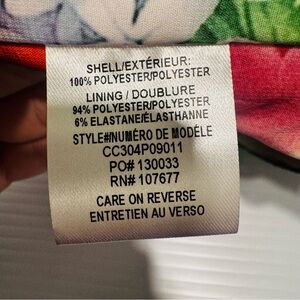 SHELL/EXTÉRIEUR:
100% POLYESTER/POLYESTER
LINING / DOUBLURE
94% POLYESTER/POLYESTER
6% ELASTANE/ÉLASTHANNE
STYLE#/NUMÉRO DE MODÈLE
CC304P09011
PO# 130033
RN# 107677
CARE ON REVERSE
ENTRETIEN AU VERSO